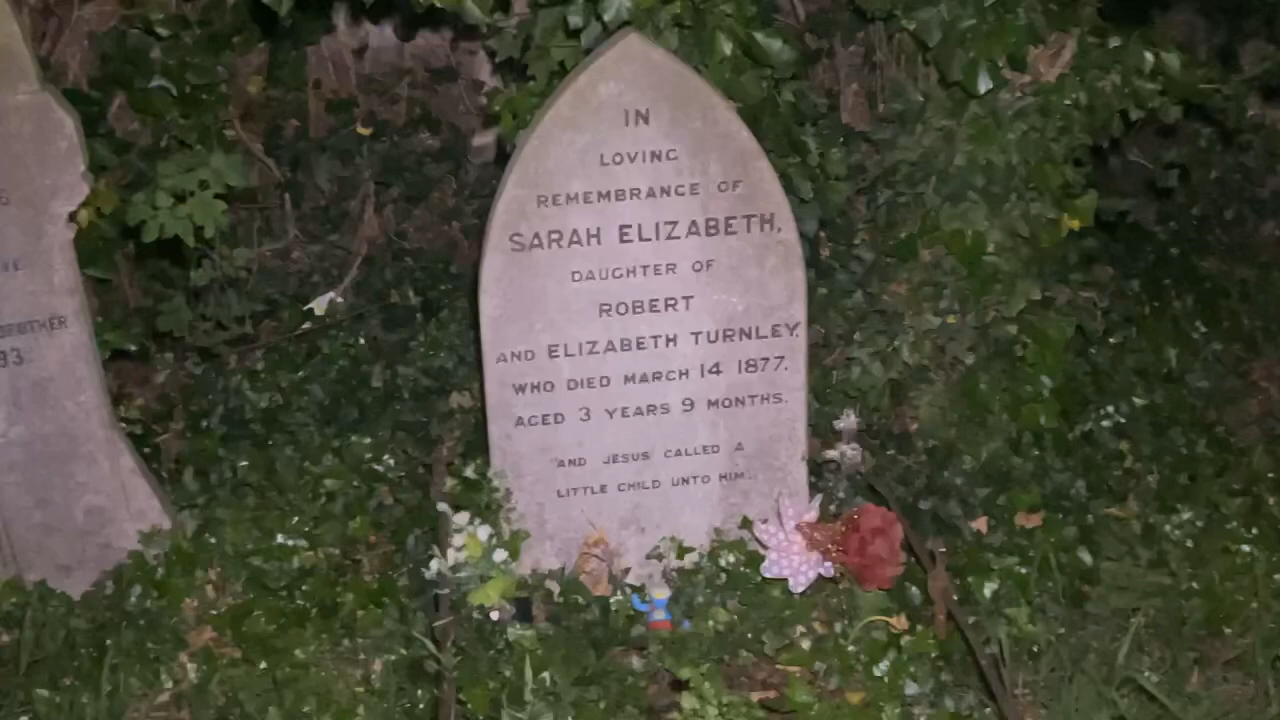 IN
LOVING
REMEMBRANCE OF
SARAH ELIZABETH,
DAUGHTER OF
ROBERT
AND ELIZABETH TURNLEY,
WHO DIED MARCH 14 1877.
AGED 3 YEARS 9 MONTHS.
"AND JESUS CALLED A
LITTLE CHILD UNTO HIM."
93